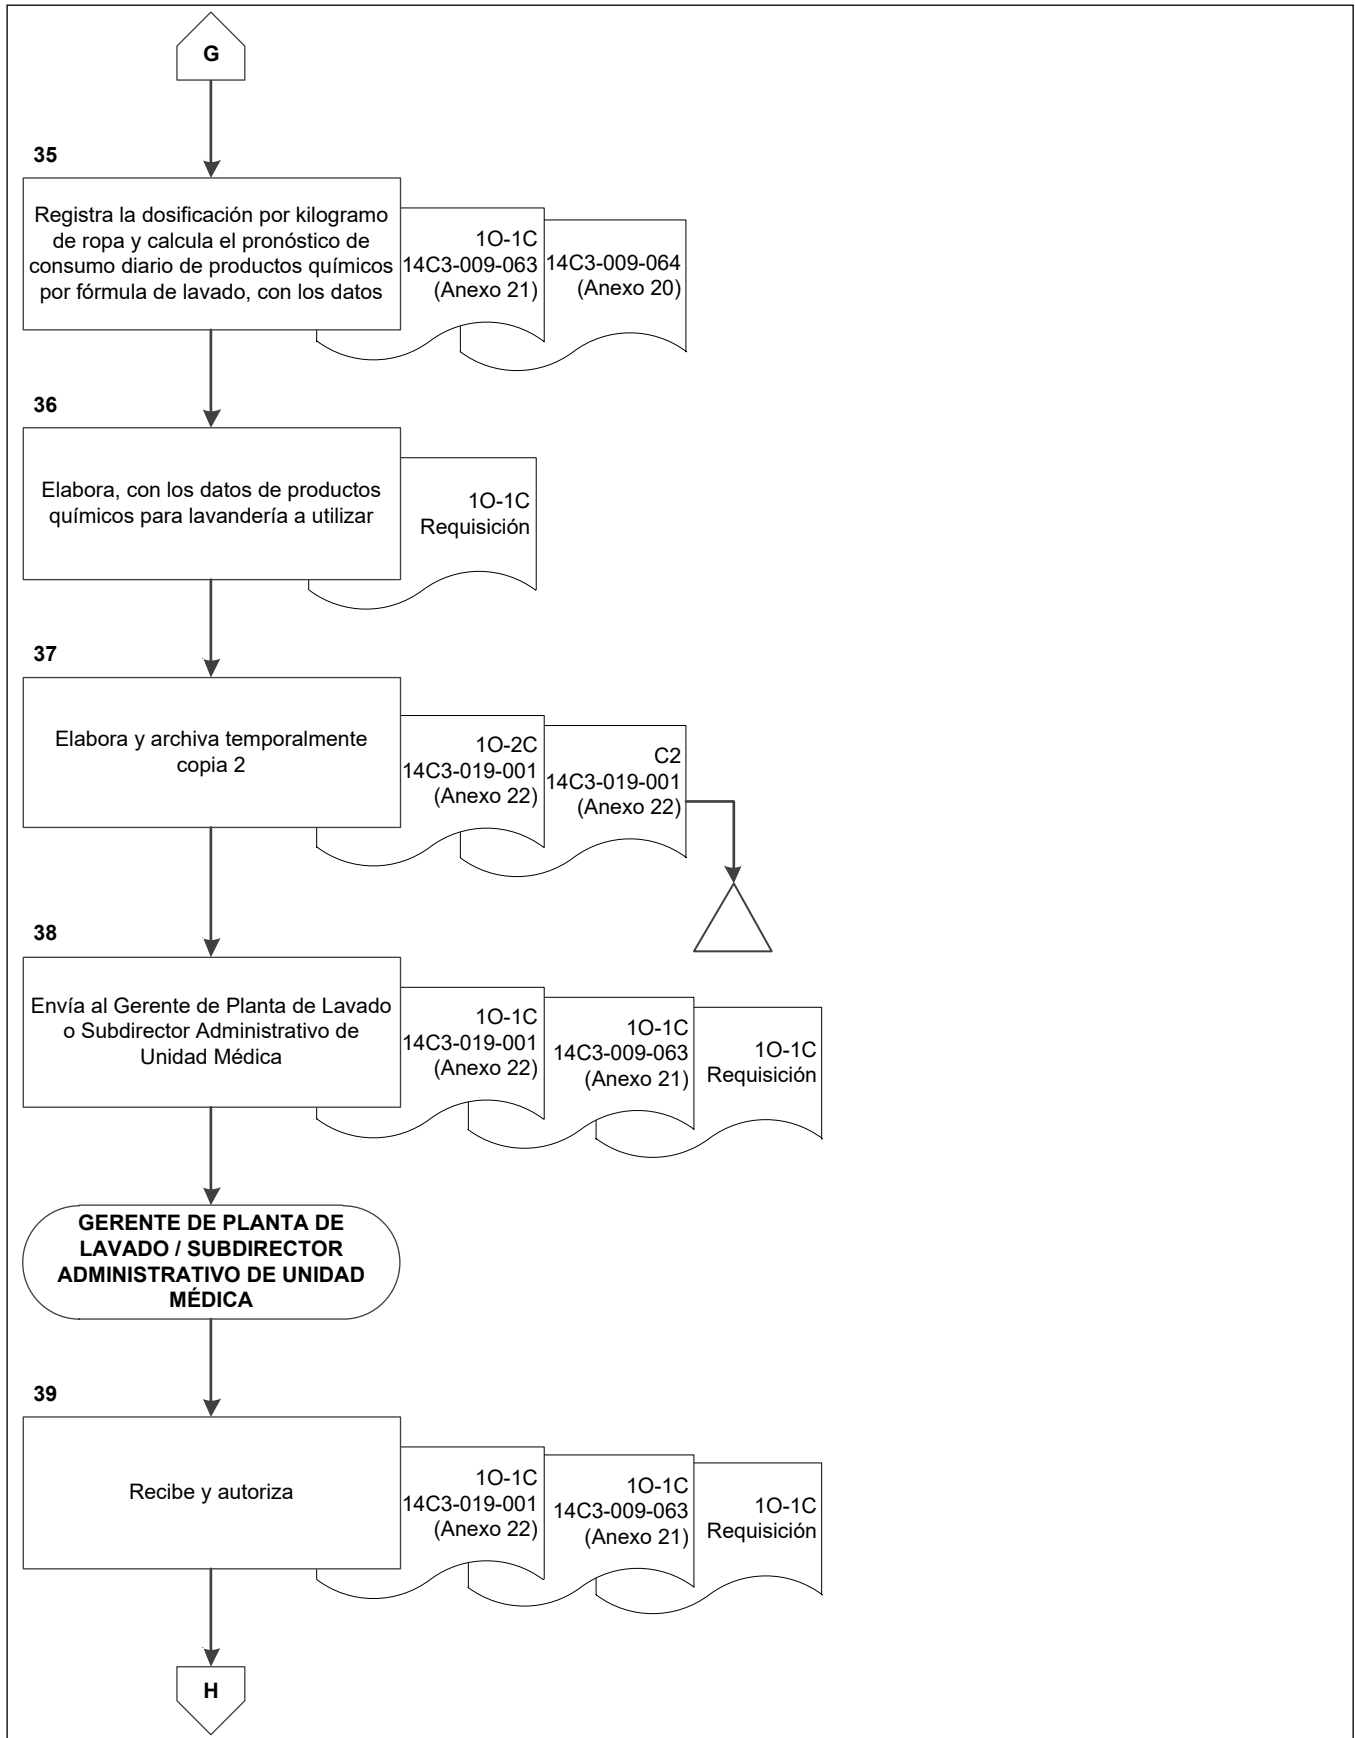 G
35
Registra la dosificación por kilogramo
de ropa y calcula el pronóstico de
consumo diario de productos químicos
por fórmula de lavado, con los datos
1O-1C
14C3-009-063
(Anexo 21)
14C3-009-064
(Anexo 20)
36
Elabora, con los datos de productos
químicos para lavandería a utilizar
1O-1C
Requisición
37
Elabora y archiva temporalmente
copia 2
1O-2C
14C3-019-001
(Anexo 22)
C2
14C3-019-001
(Anexo 22)
38
Envía al Gerente de Planta de Lavado
o Subdirector Administrativo de
Unidad Médica
1O-1C
14C3-019-001
(Anexo 22)
1O-1C
14C3-009-063
(Anexo 21)
1O-1C
Requisición
GERENTE DE PLANTA DE
LAVADO / SUBDIRECTOR
ADMINISTRATIVO DE UNIDAD
MÉDICA
39
Recibe y autoriza
1O-1C
14C3-019-001
(Anexo 22)
1O-1C
14C3-009-063
(Anexo 21)
1O-1C
Requisición
H